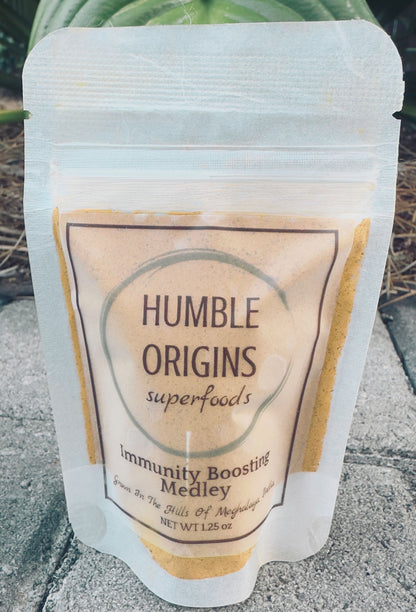 HUMBLE
ORIGINS
superfoods
Immunity Boosting
Medley
Grown In The Hills Of Meghalaya India
NET WT 1.25 oz